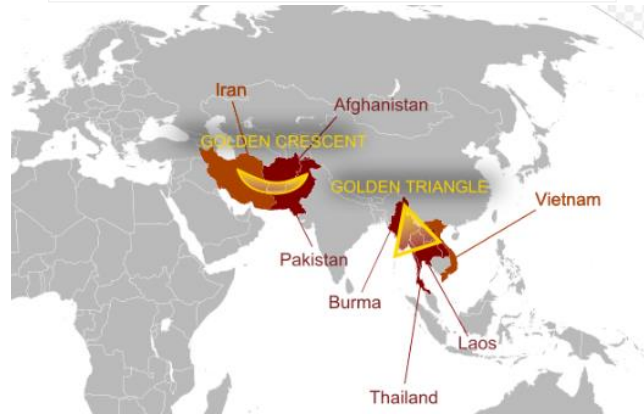 Iran
Afghanistan
GOLDEN CRESCENT
GOLDEN TRIANGLE
Vietnam
Pakistan
Burma
Laos
Thailand